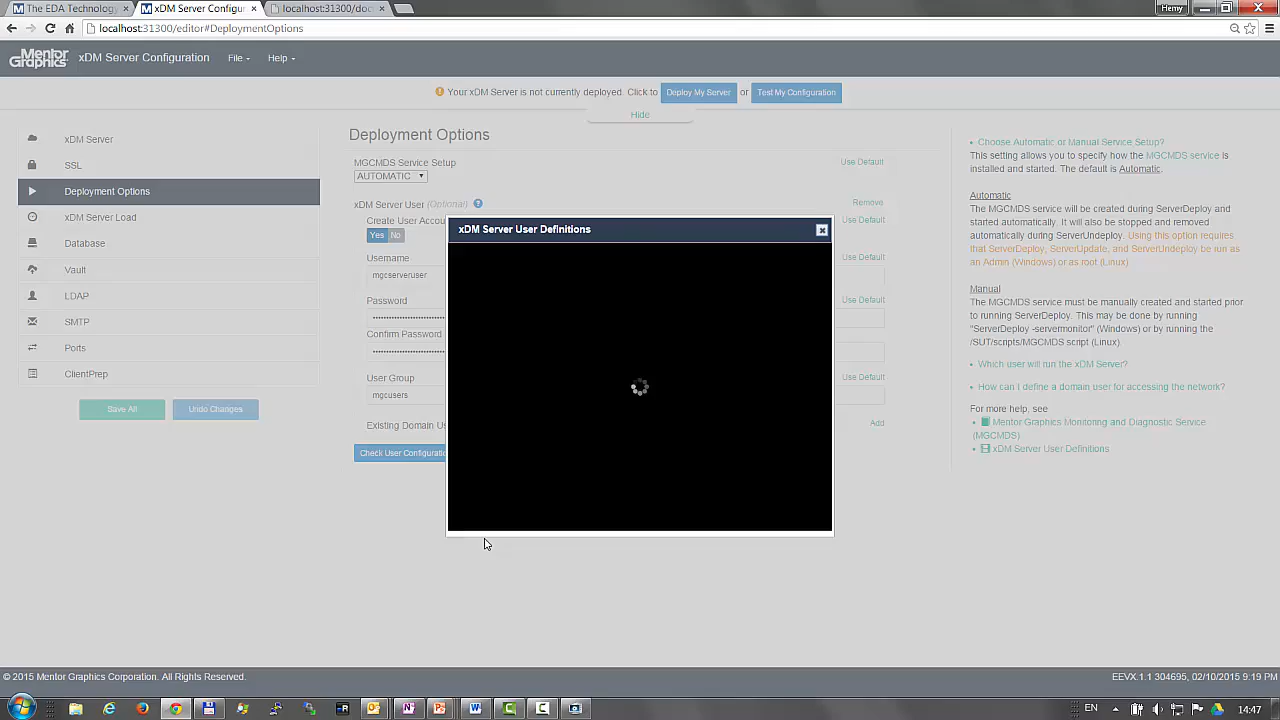 The EDA Technolog
xDM Server Configur
localhost:31300/doc
Hemy
localhost:31300/editor#DeploymentOptions
Mentor Graphics
xDM Server Configuration
File
Help
Your xDM Server is not currently deployed. Click to Deploy My Server or Test My Configuration
Hide
xDM Server
SSL
Deployment Options
xDM Server Load
Database
Vault
LDAP
SMTP
Ports
ClientPrep
Save All
Undo Changes
Deployment Options
MGCMDS Service Setup
Use Default
AUTOMATIC
xDM Server User (Optional)
Remove
Create User Accou
Use Default
Yes No
Username
Use Default
mgcserveruser
Password
Use Default
Confirm Password
User Group
Use Default
mgcusers
Existing Domain Us
Add
Check User Configuratio
xDM Server User Definitions
• Choose Automatic or Manual Service Setup?
This setting allows you to specify how the MGCMDS service is
installed and started. The default is Automatic.
Automatic
The MGCMDS service will be created during ServerDeploy and
started automatically. It will also be stopped and removed
automatically during ServerUndeploy. Using this option requires
that ServerDeploy, ServerUpdate, and ServerUndeploy be run as
an Admin (Windows) or as root (Linux)
Manual
The MGCMDS service must be manually created and started prior
to running ServerDeploy. This may be done by running
"ServerDeploy -servermonitor" (Windows) or by running the
/SUT/scripts/MGCMDS script (Linux).
• Which user will run the xDM Server?
• How can I define a domain user for accessing the network?
For more help, see
• Mentor Graphics Monitoring and Diagnostic Service
(MGCMDS)
• xDM Server User Definitions
© 2015 Mentor Graphics Corporation. All Rights Reserved.
EEVX.1.1 304695, 02/10/2015 9:19 PM
EN
14:47